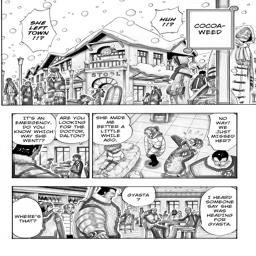 COCOA-
WEED
HUH
!!?
SHE
LEFT
TOWN
!!?
NO
WAY!
WE
JUST
MISSED
HER?
SHE MADE
ME
BETTER A
LITTLE
WHILE
AGO.
ARE YOU
LOOKING
FOR THE
DOCTOR,
DALTON?
IT'S AN
EMERGENCY.
DO YOU
KNOW WHICH
WAY SHE
WENT!?
I HEARD
SOMEONE
SAY SHE
WAS
HEADING
FOR
GYASTA.
GYASTA
?
WHERE'S
THAT?